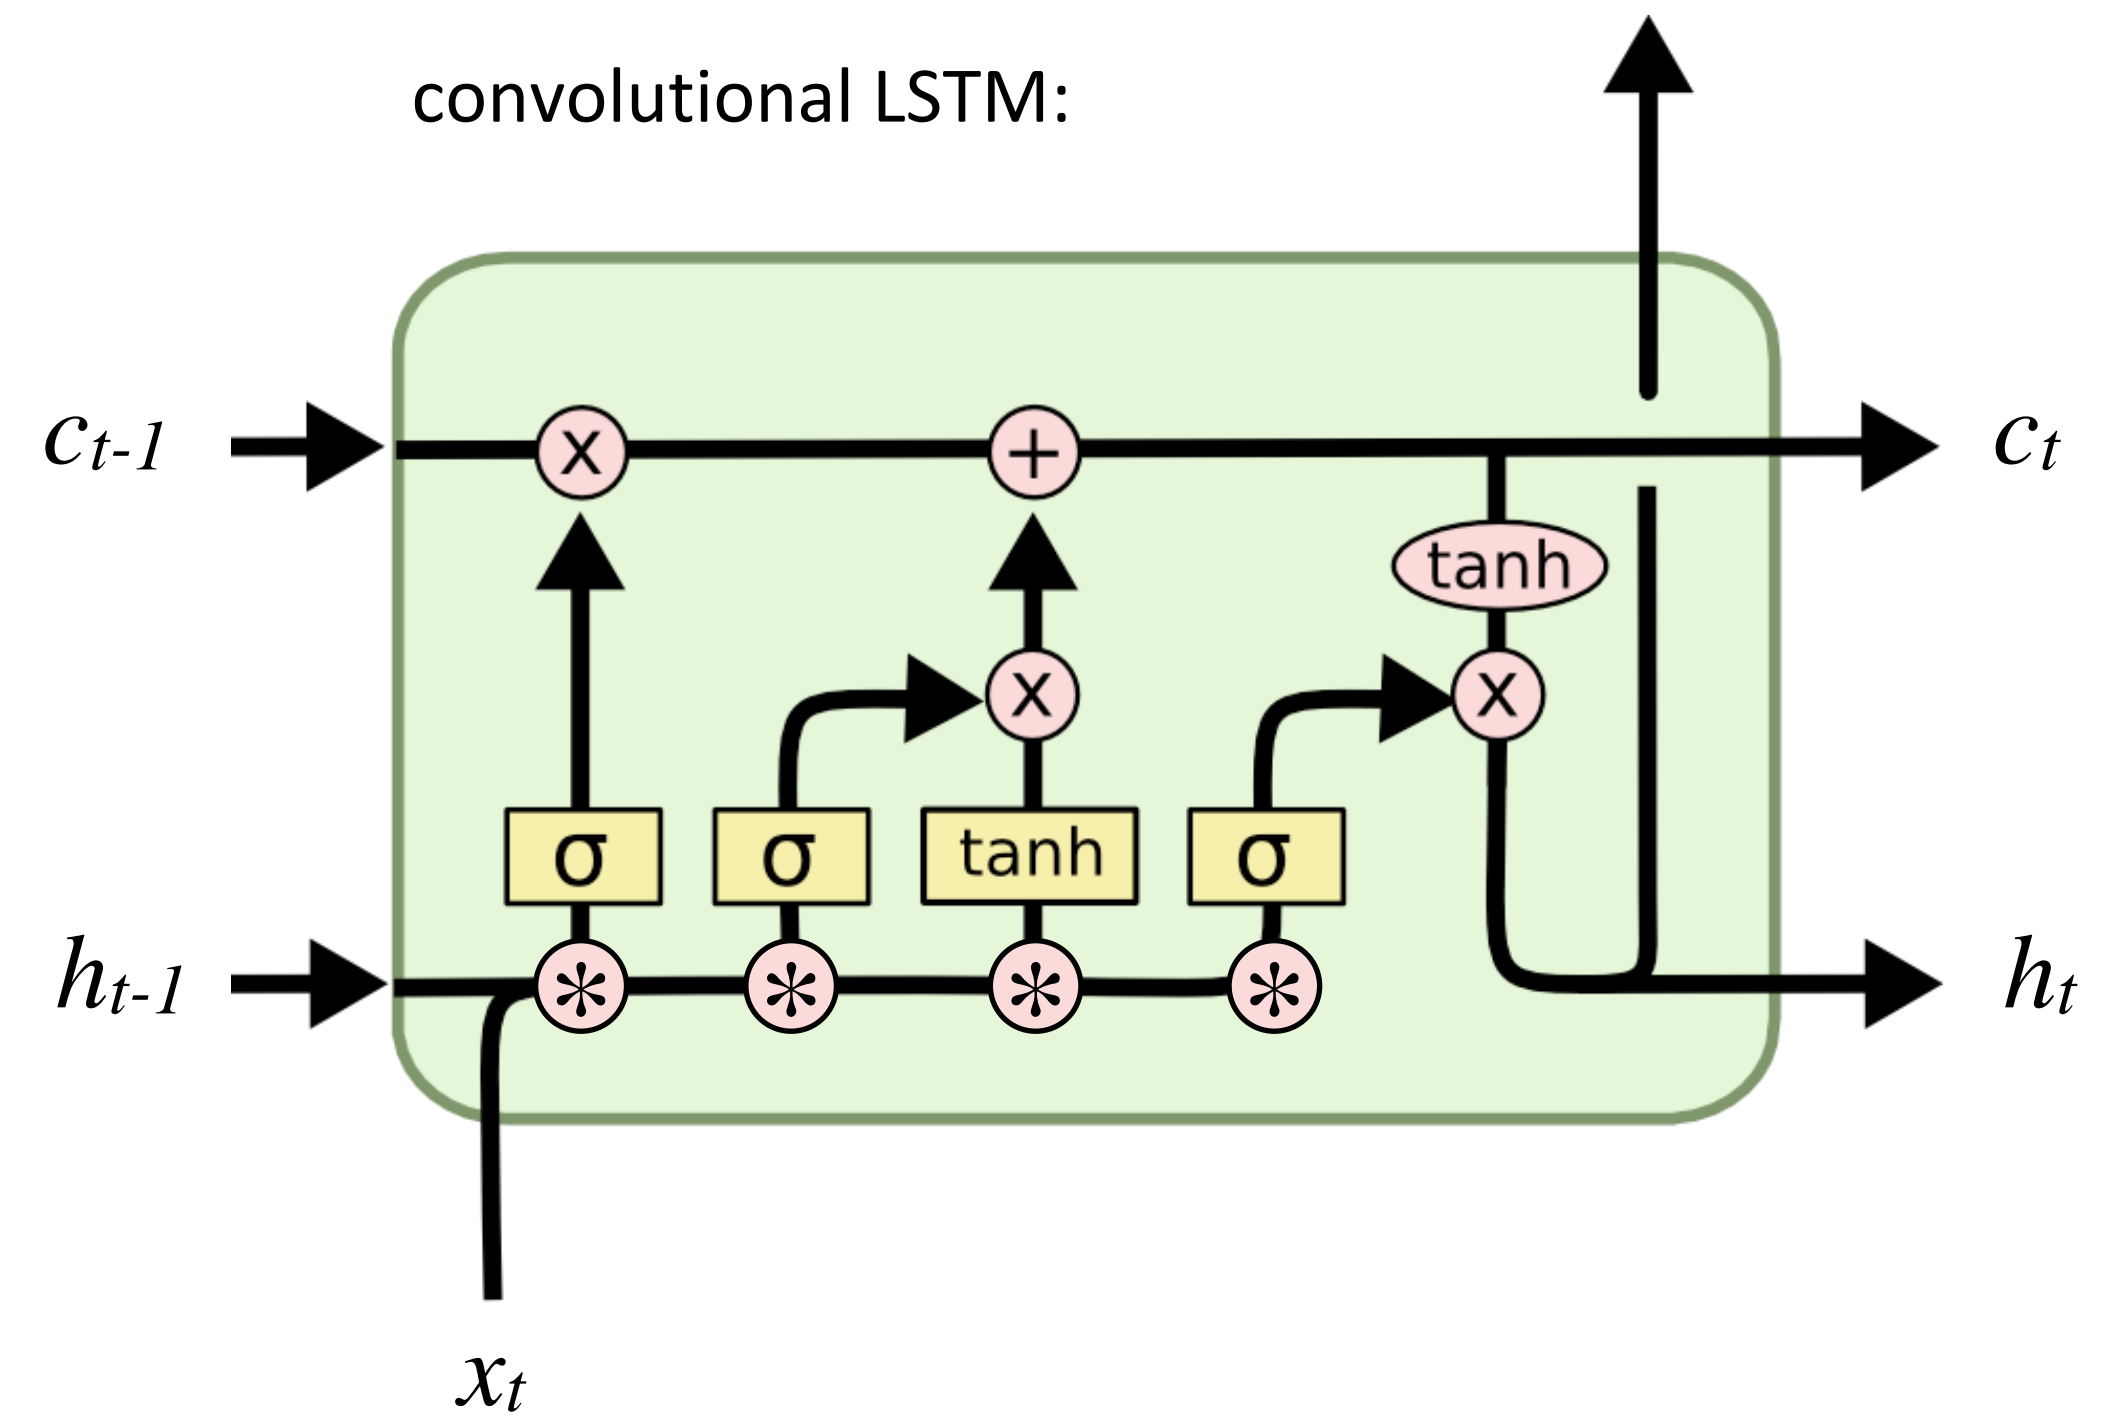 convolutional LSTM:
c_{t-1} x + c_t
tanh
x x
σ σ tanh σ
h_{t-1} * * * * h_t
x_t